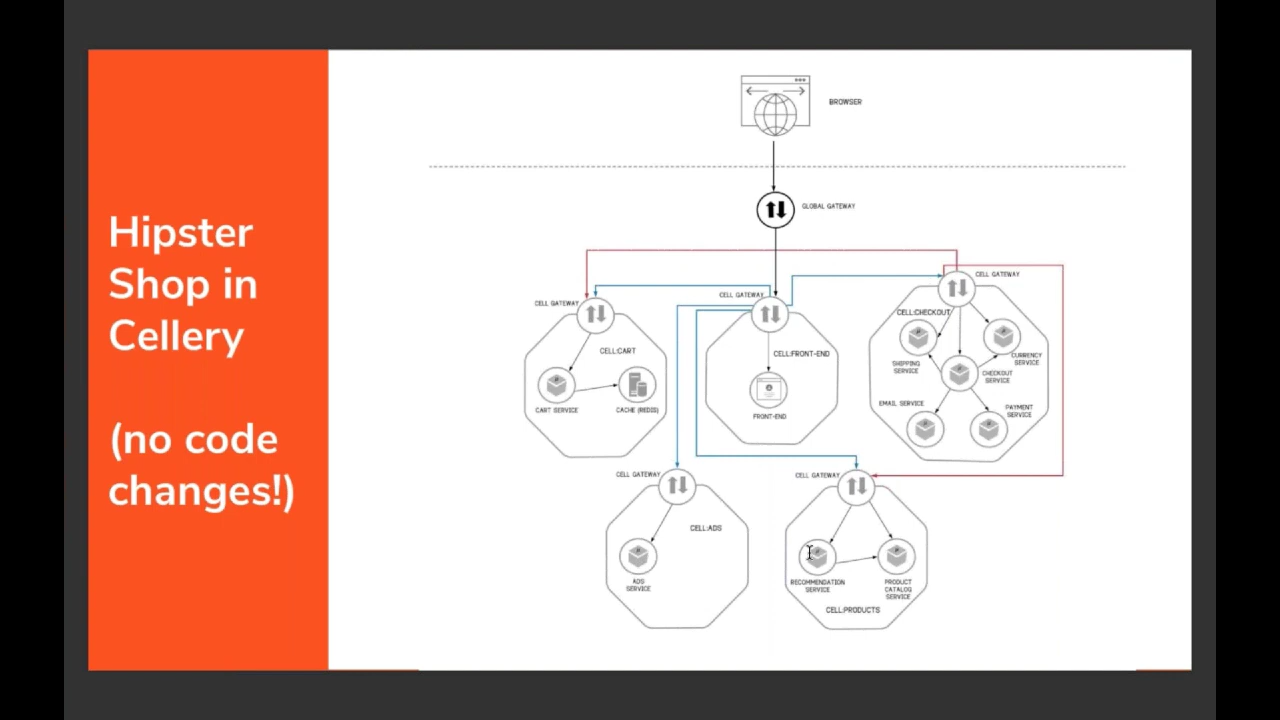 Hipster
Shop in
Cellery
(no code
changes!)
BROWSER
GLOBAL GATEWAY
CELL GATEWAY
CELL GATEWAY
CELL GATEWAY
CELL:CART
CART SERVICE
CACHE (REDIS)
CELL:FRONT-END
FRONT-END
CELL:CHECKOUT
SHIPPING
SERVICE
CURRENCY
SERVICE
CHECKOUT
SERVICE
EMAIL SERVICE
PAYMENT
SERVICE
CELL GATEWAY
CELL GATEWAY
CELL:ADS
ADS
SERVICE
RECOMMENDATION
SERVICE
PRODUCT
CATALOG
SERVICE
CELL:PRODUCTS